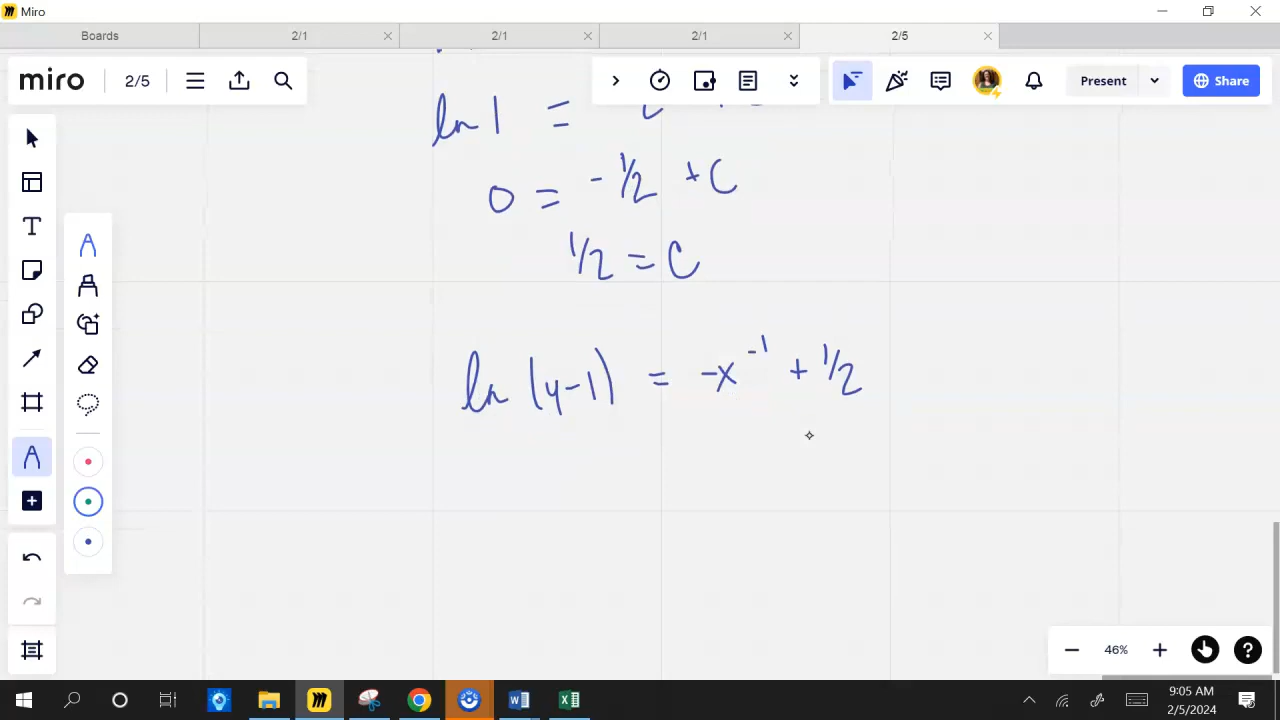 Miro
Boards
2/1
2/1
2/1
2/5
miro
2/5
Present
Share
ln 1 =
0 = - 1/2 + C
1/2 = C
ln (y-1) = -x^-1 + 1/2
46%
9:05 AM
2/5/2024